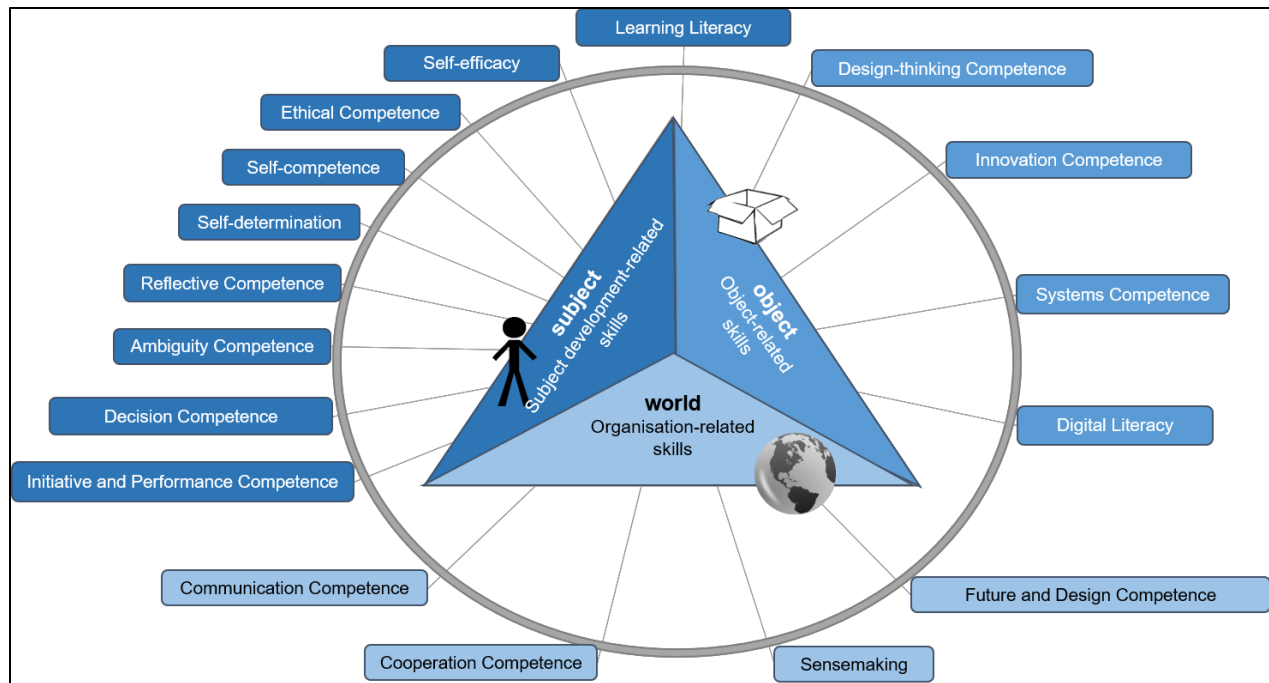 Learning Literacy
Self-efficacy
Design-thinking Competence
Ethical Competence
Innovation Competence
Self-competence
Self-determination
Reflective Competence
Systems Competence
Ambiguity Competence
Decision Competence
Digital Literacy
Initiative and Performance Competence
subject
Subject development-related
skills
object
Object-related
skills
world
Organisation-related
skills
Communication Competence
Future and Design Competence
Cooperation Competence
Sensemaking